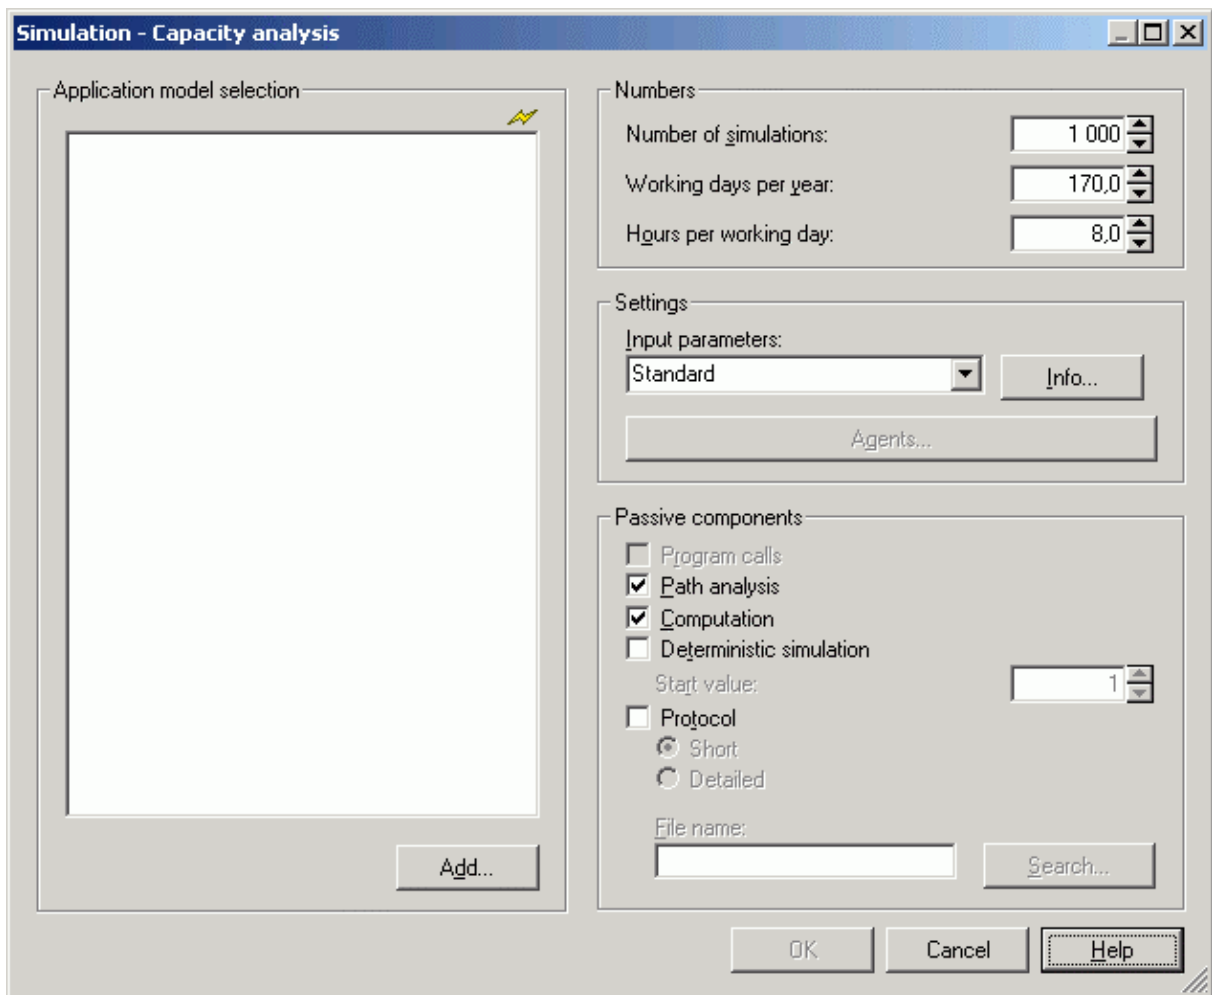 Simulation - Capacity analysis
Application model selection
Add...
Numbers
Number of simulations: 1 000
Working days per year: 170,0
Hours per working day: 8,0
Settings
Input parameters:
Standard Info...
Agents...
Passive components
Program calls
Path analysis
Computation
Deterministic simulation
Start value: 1
Protocol
Short
Detailed
File name:
Search...
OK Cancel Help